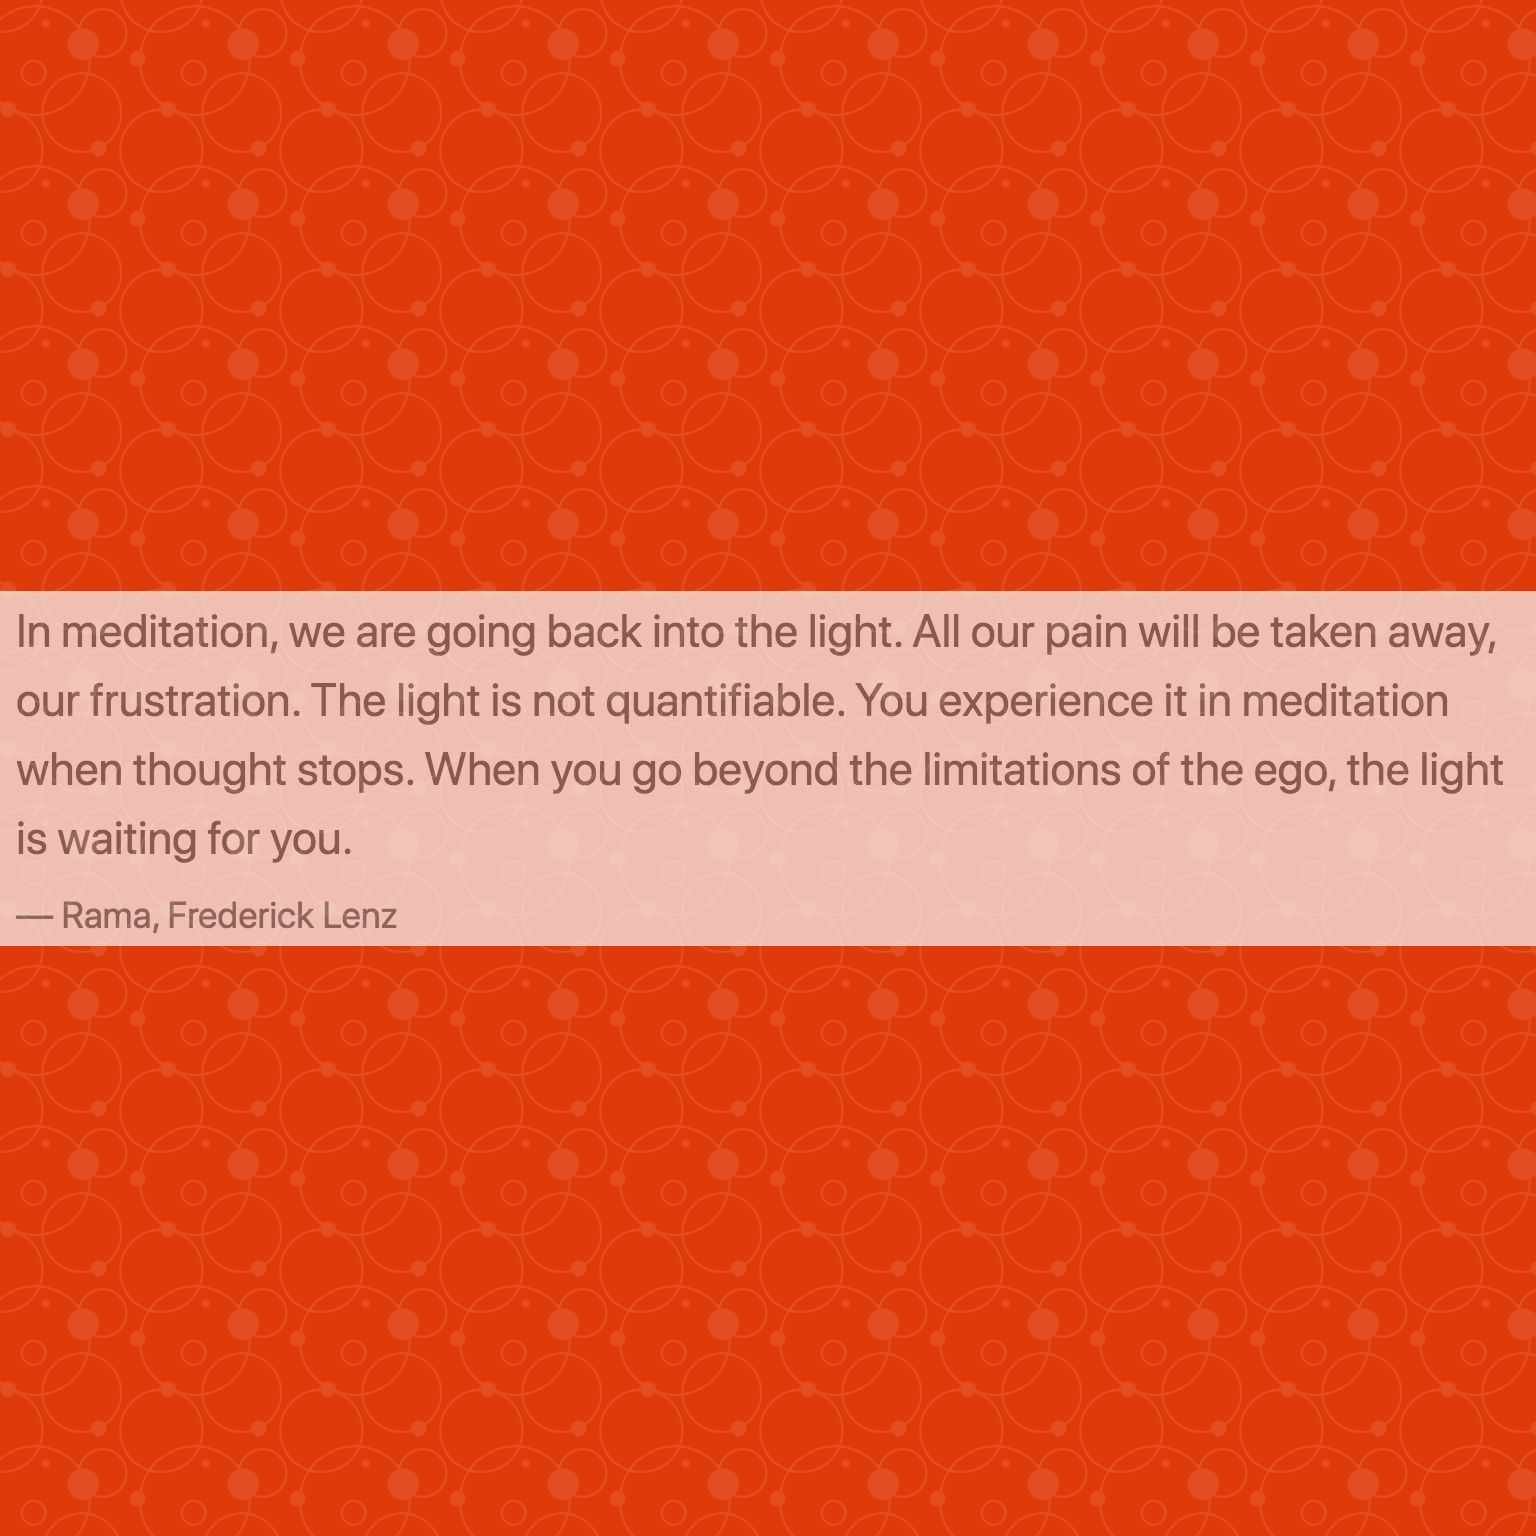 In meditation, we are going back into the light. All our pain will be taken away,
our frustration. The light is not quantifiable. You experience it in meditation
when thought stops. When you go beyond the limitations of the ego, the light
is waiting for you.
— Rama, Frederick Lenz